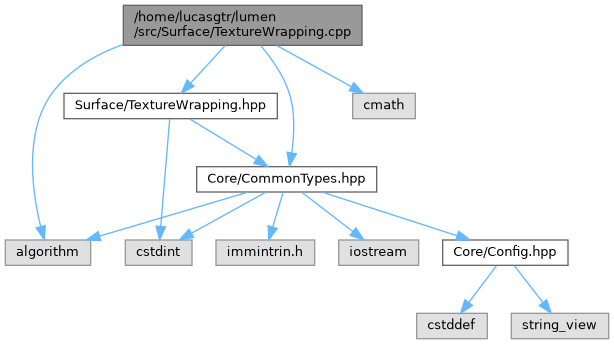 /home/lucasgtr/lumen
/src/Surface/TextureWrapping.cpp
Surface/TextureWrapping.hpp
cmath
Core/CommonTypes.hpp
algorithm
cstdint
immintrin.h
iostream
Core/Config.hpp
cstddef
string_view